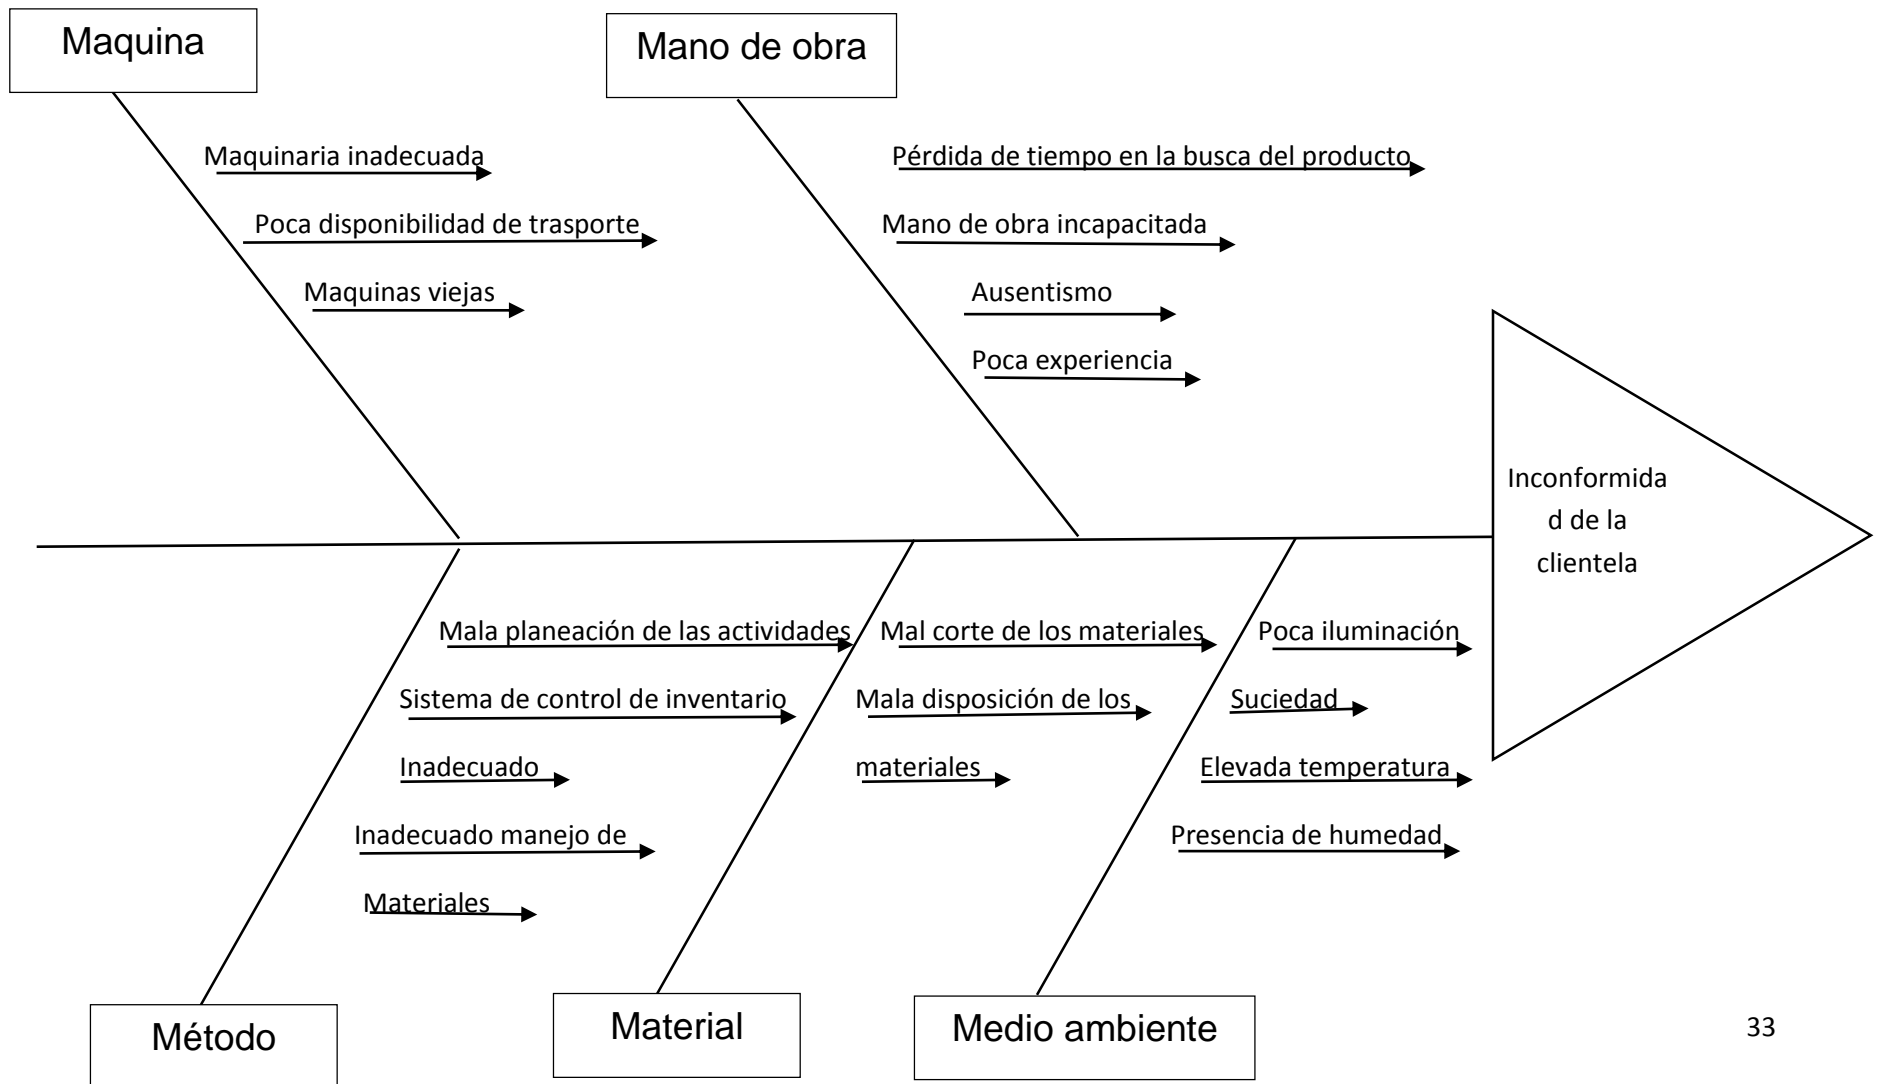 Maquina
Mano de obra
Maquinaria inadecuada
Poca disponibilidad de trasporte
Maquinas viejas
Pérdida de tiempo en la busca del producto
Mano de obra incapacitada
Ausentismo
Poca experiencia
Inconformida
d de la
clientela
Mala planeación de las actividades
Sistema de control de inventario
Inadecuado
Inadecuado manejo de
Materiales
Mal corte de los materiales
Mala disposición de los
materiales
Poca iluminación
Suciedad
Elevada temperatura
Presencia de humedad
Método
Material
Medio ambiente
33